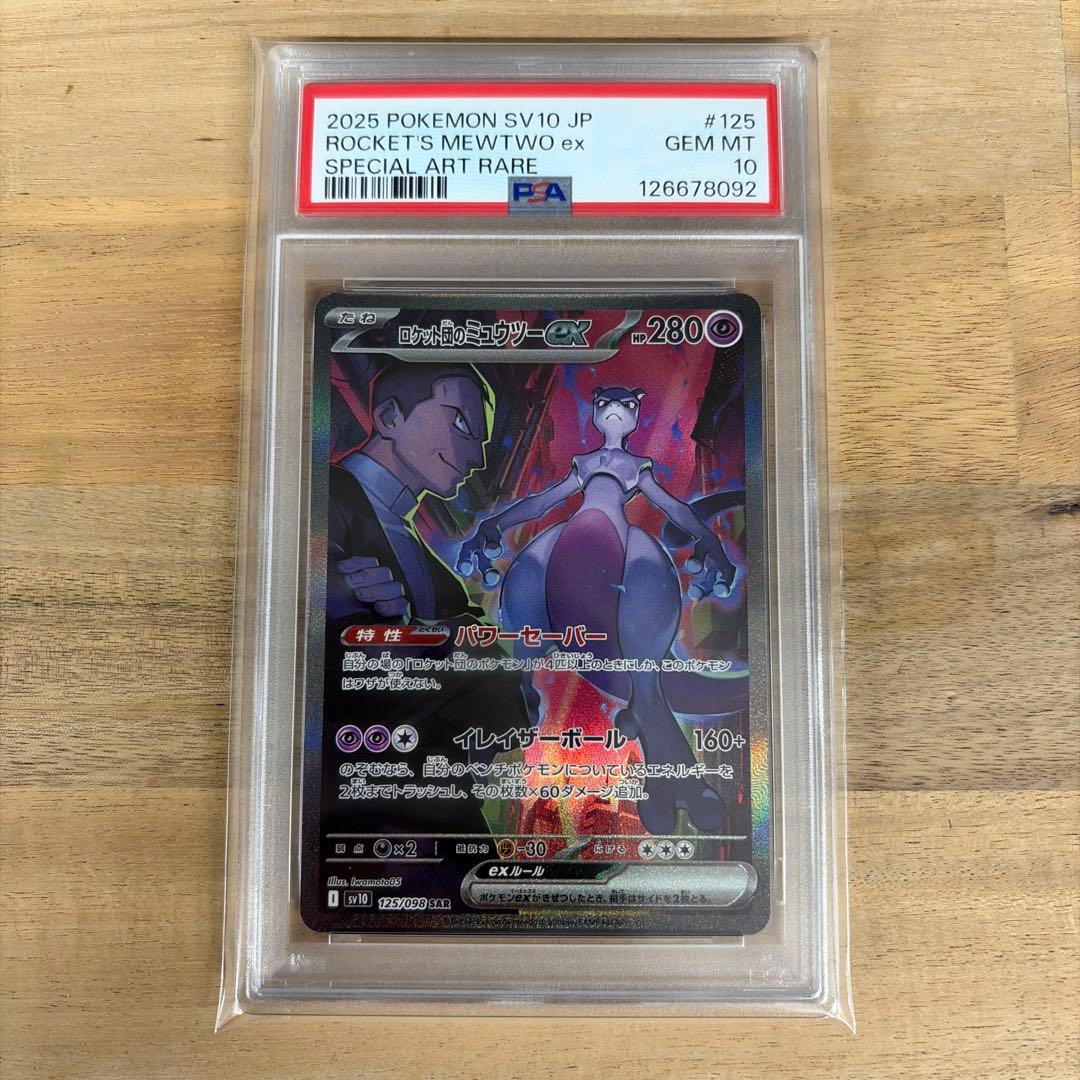 2025 POKEMON SV10 JP #125
ROCKET'S MEWTWO ex GEM MT
SPECIAL ART RARE 10
PSA 126678092
たね ロケット団のミュウツーex HP280
特性 とくせい パワーセーバー
自分の場の「ロケット団のポケモン」が4匹以上のときにしか、このポケモン
はワザが使えない。
イレイザーボール 160+
のぞむなら、自分のベンチポケモンについているエネルギーを
2枚までトラッシュし、その枚数×60ダメージ追加。
弱点 ×2 抵抗力 -30 にげる
exルール
ポケモンexがきぜつしたとき、相手はサイドを2枚とる。
Illus. Iwamoto05
I sv10 125/098 SAR